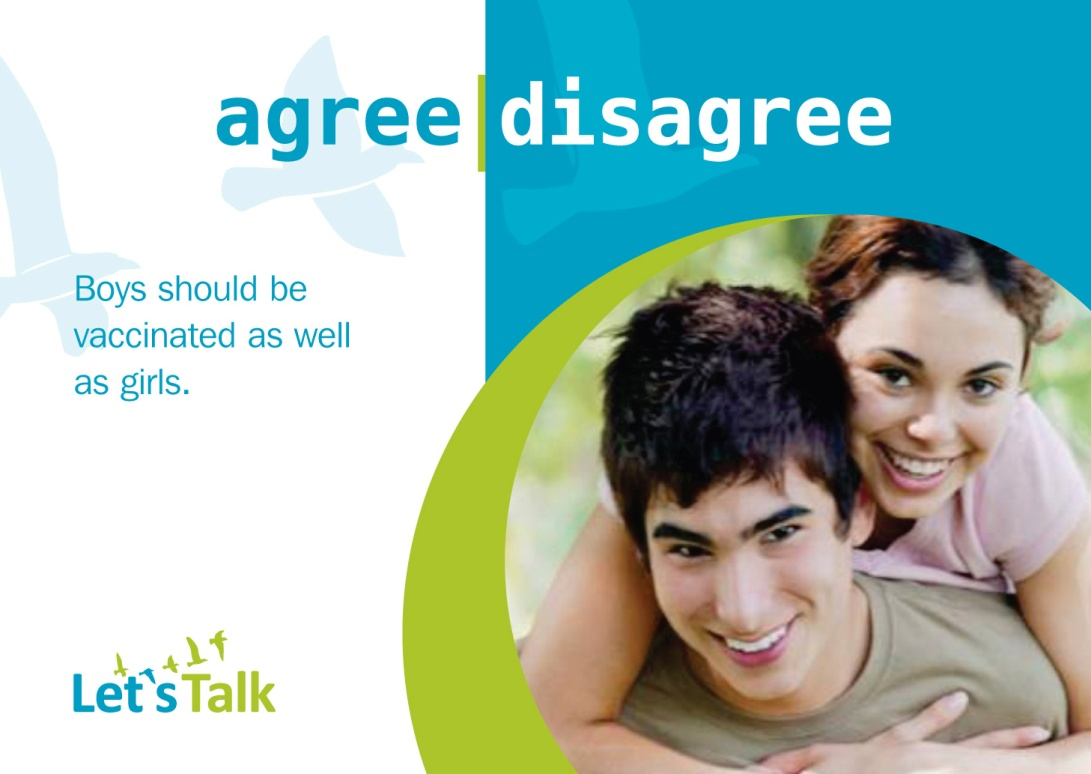 agree|disagree
Boys should be
vaccinated as well
as girls.
Let's Talk